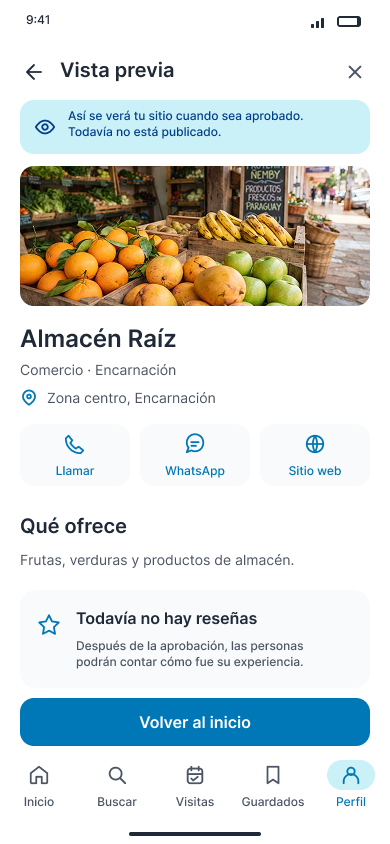 9:41
Vista previa
Así se verá tu sitio cuando sea aprobado.
Todavía no está publicado.
NEMBY
PRODUCTOS
FRESCOS DE
PARAGUAY
Almacén Raíz
Comercio · Encarnación
Zona centro, Encarnación
Llamar
WhatsApp
Sitio web
Qué ofrece
Frutas, verduras y productos de almacén.
Todavía no hay reseñas
Después de la aprobación, las personas
podrán contar cómo fue su experiencia.
Volver al inicio
Inicio
Buscar
Visitas
Guardados
Perfil